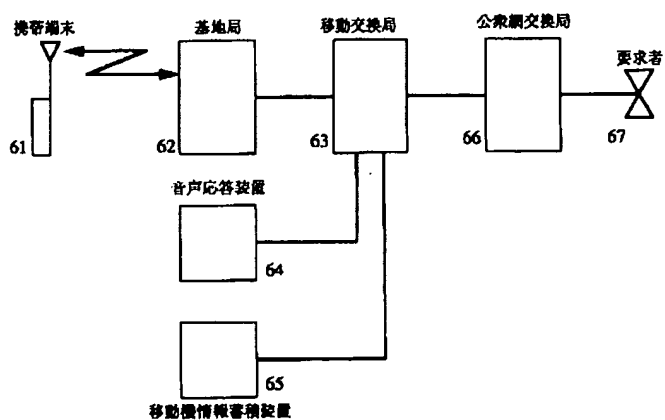 携帯端末
基地局
移動交換局
公衆網交換局
要求者
61
62
63
66
67
音声応答装置
64
65
移動機情報蓄積装置